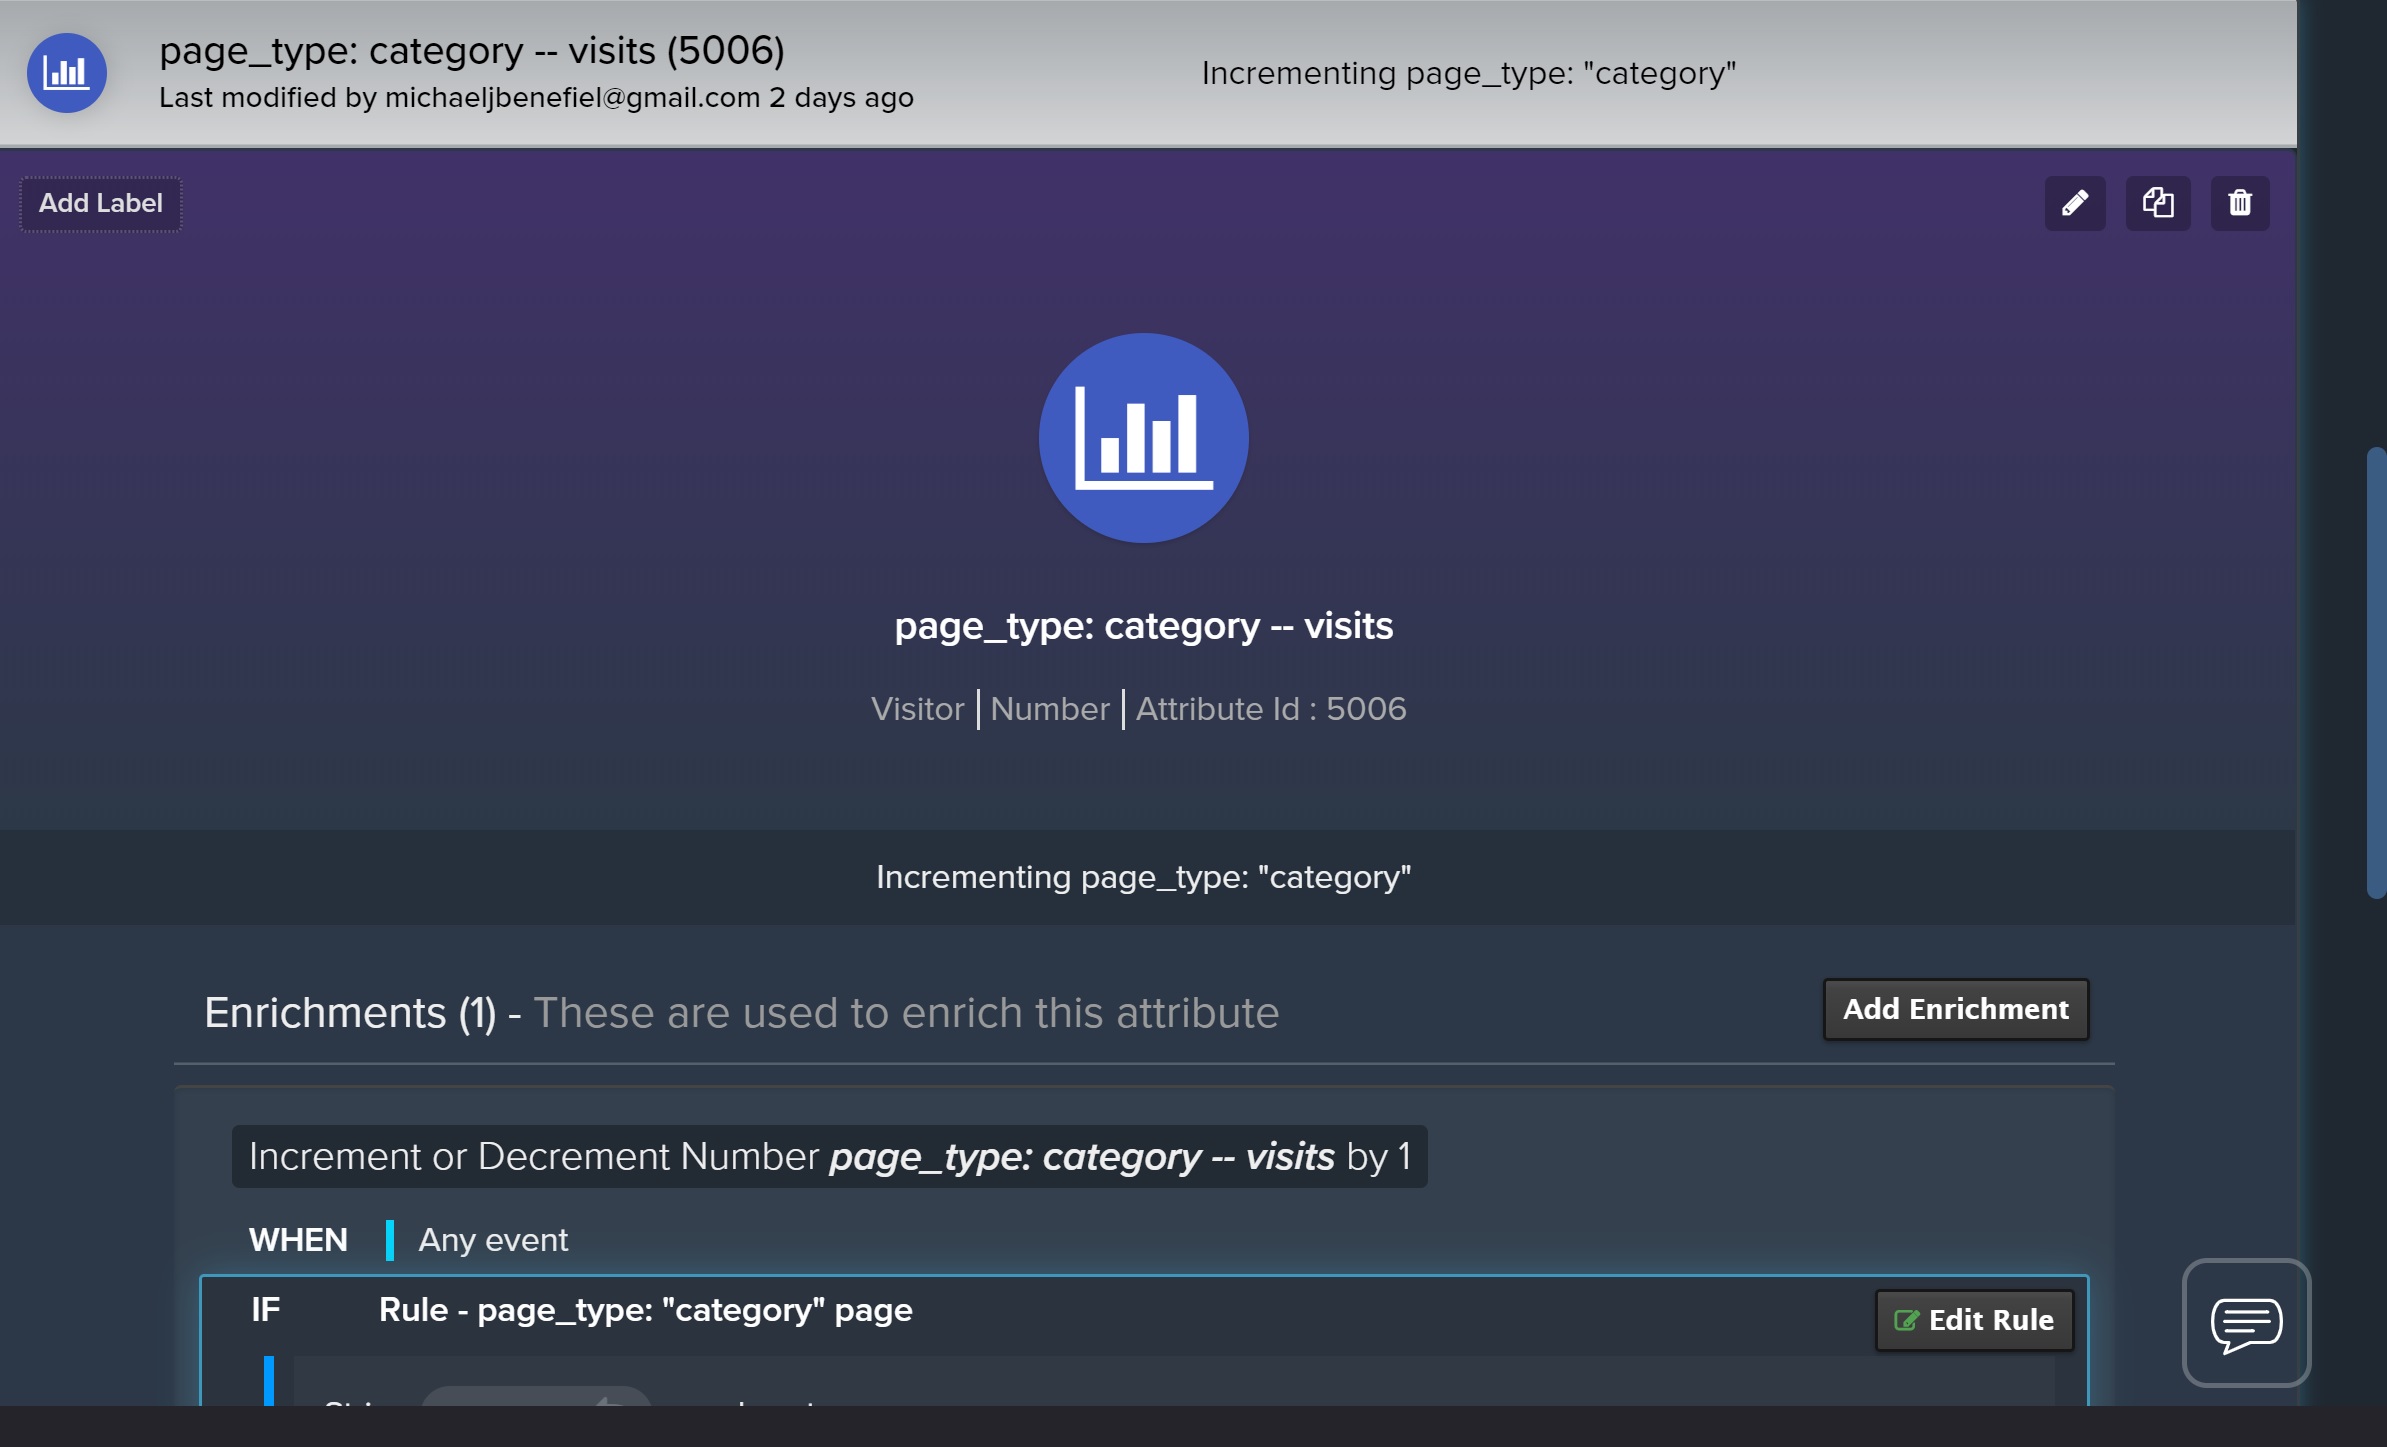 page_type: category -- visits (5006)
Last modified by michaeljbenefiel@gmail.com 2 days ago
Incrementing page_type: "category"
Add Label
page_type: category -- visits
Visitor | Number | Attribute Id : 5006
Incrementing page_type: "category"
Enrichments (1) - These are used to enrich this attribute
Add Enrichment
Increment or Decrement Number page_type: category -- visits by 1
WHEN Any event
IF Rule - page_type: "category" page
Edit Rule